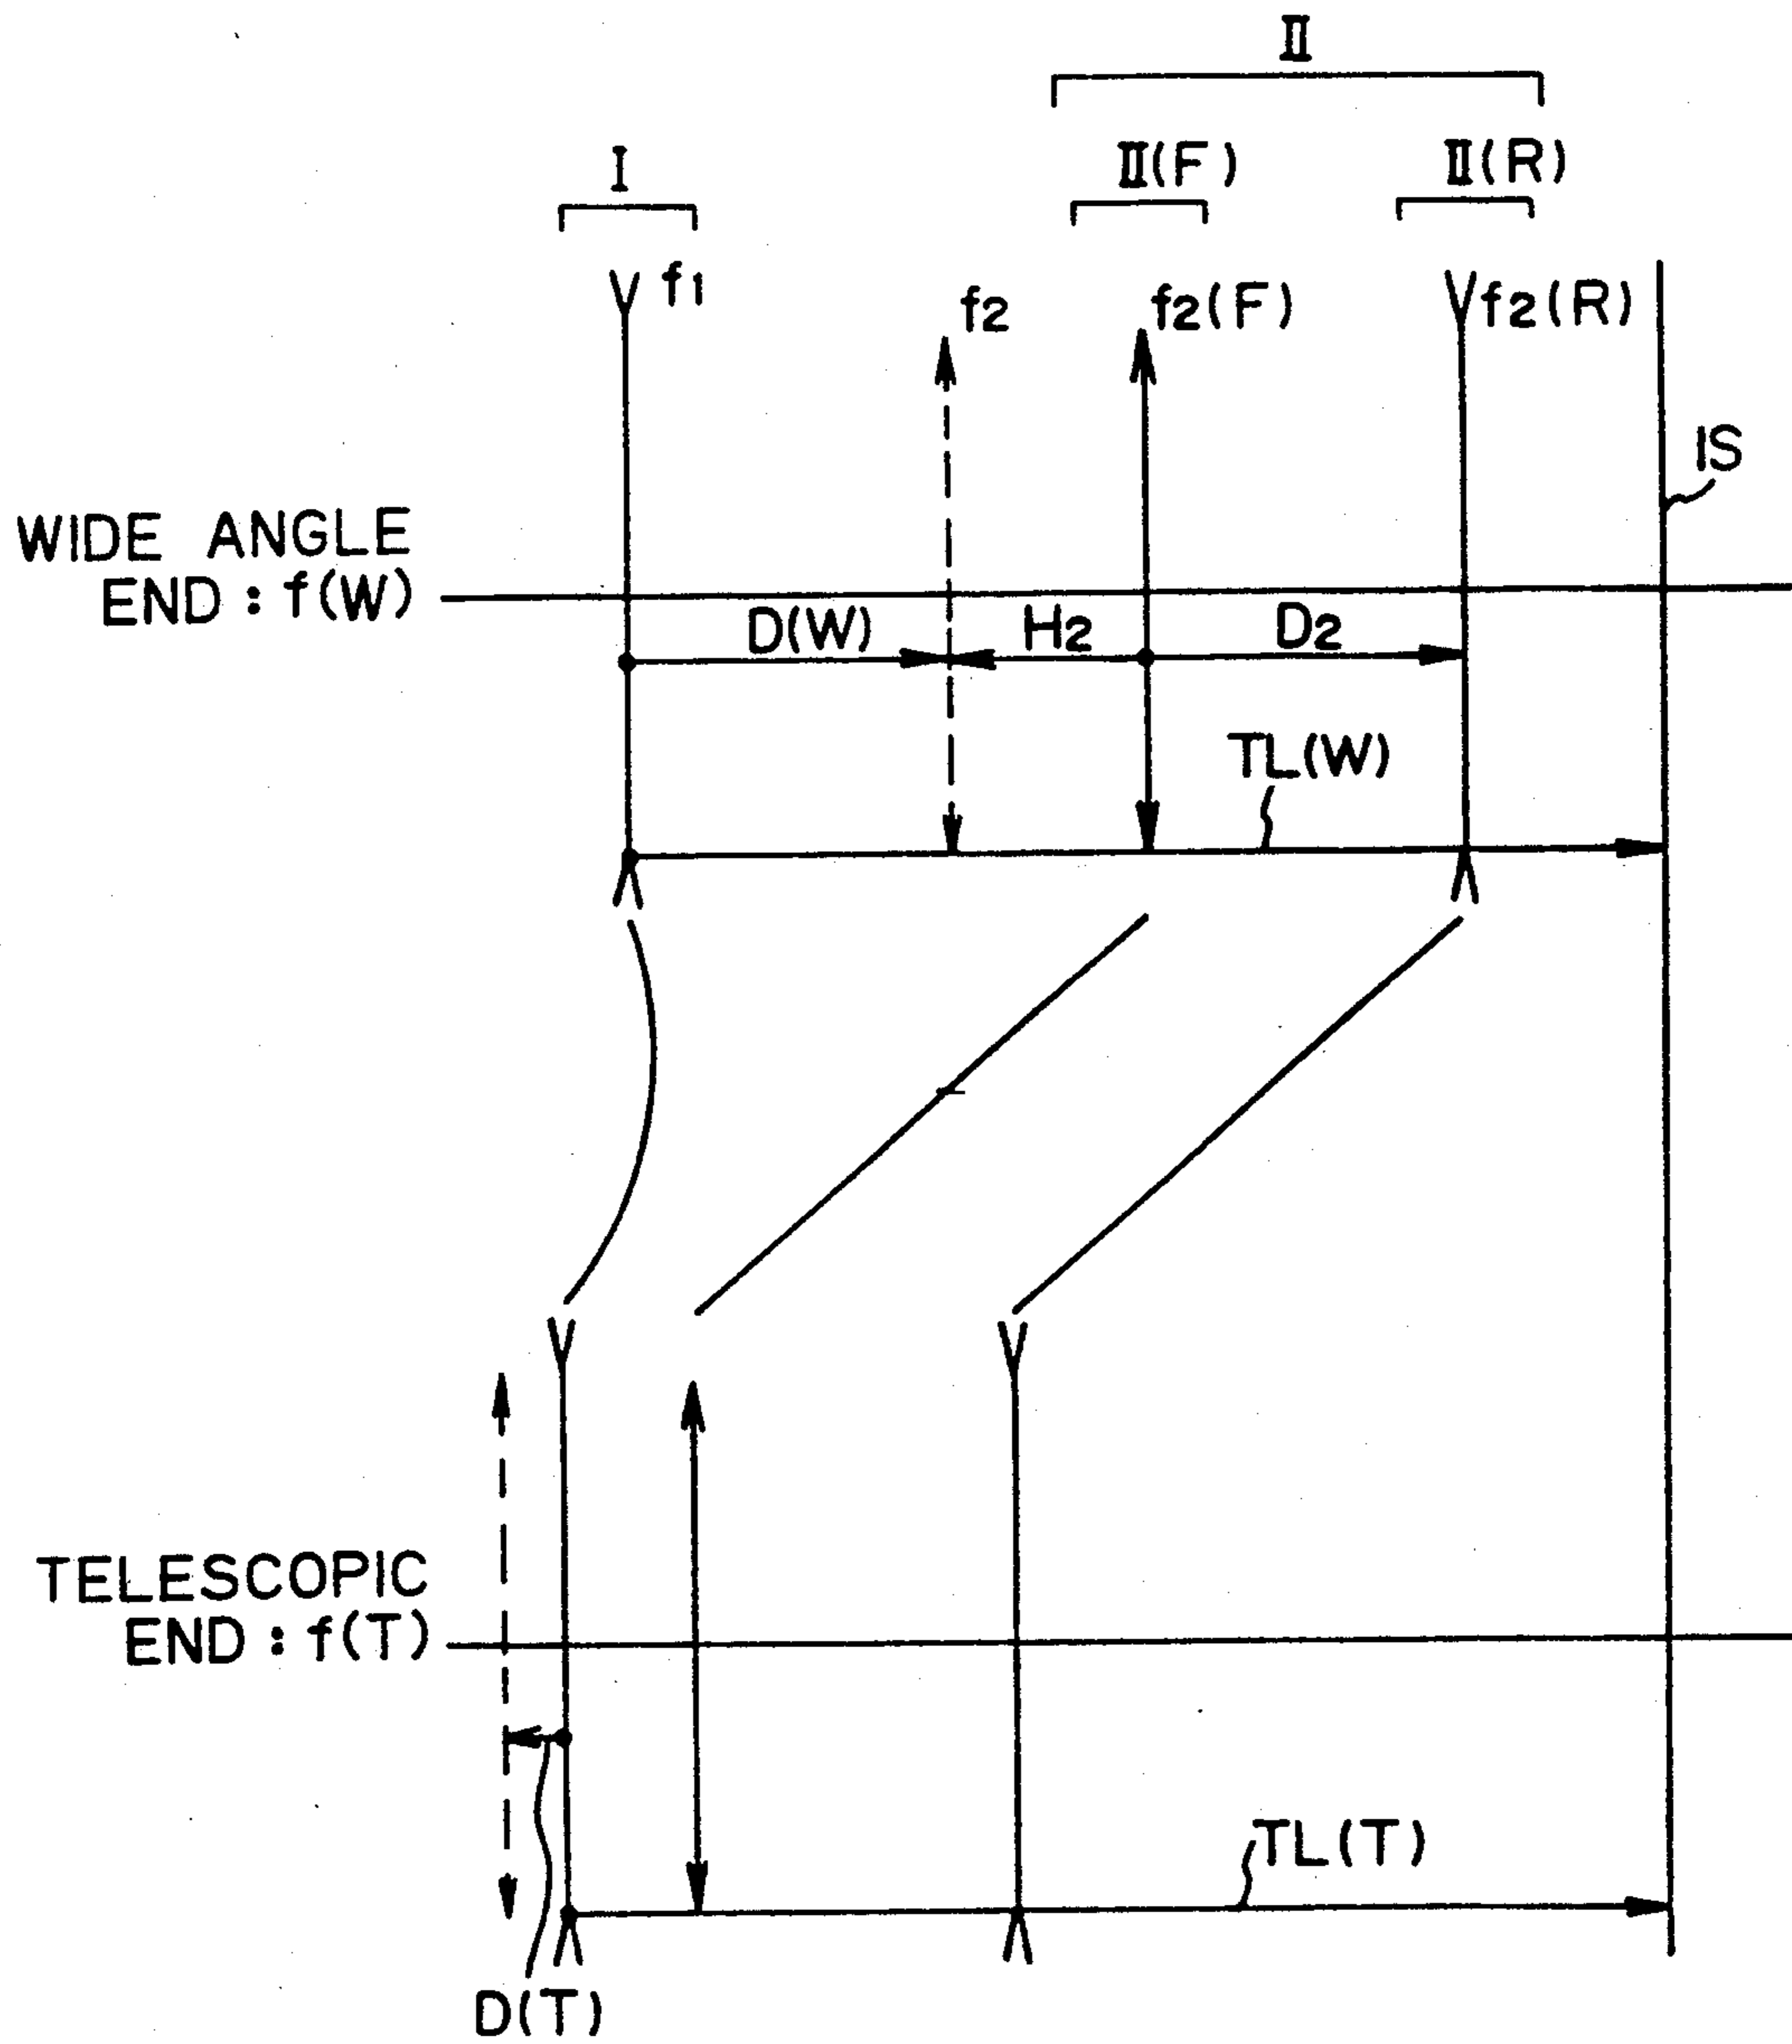 II
I
II(F)
II(R)
f1
f2
f2(F)
f2(R)
IS
WIDE ANGLE
END : f(W)
D(W)
H2
D2
TL(W)
TELESCOPIC
END : f(T)
TL(T)
D(T)